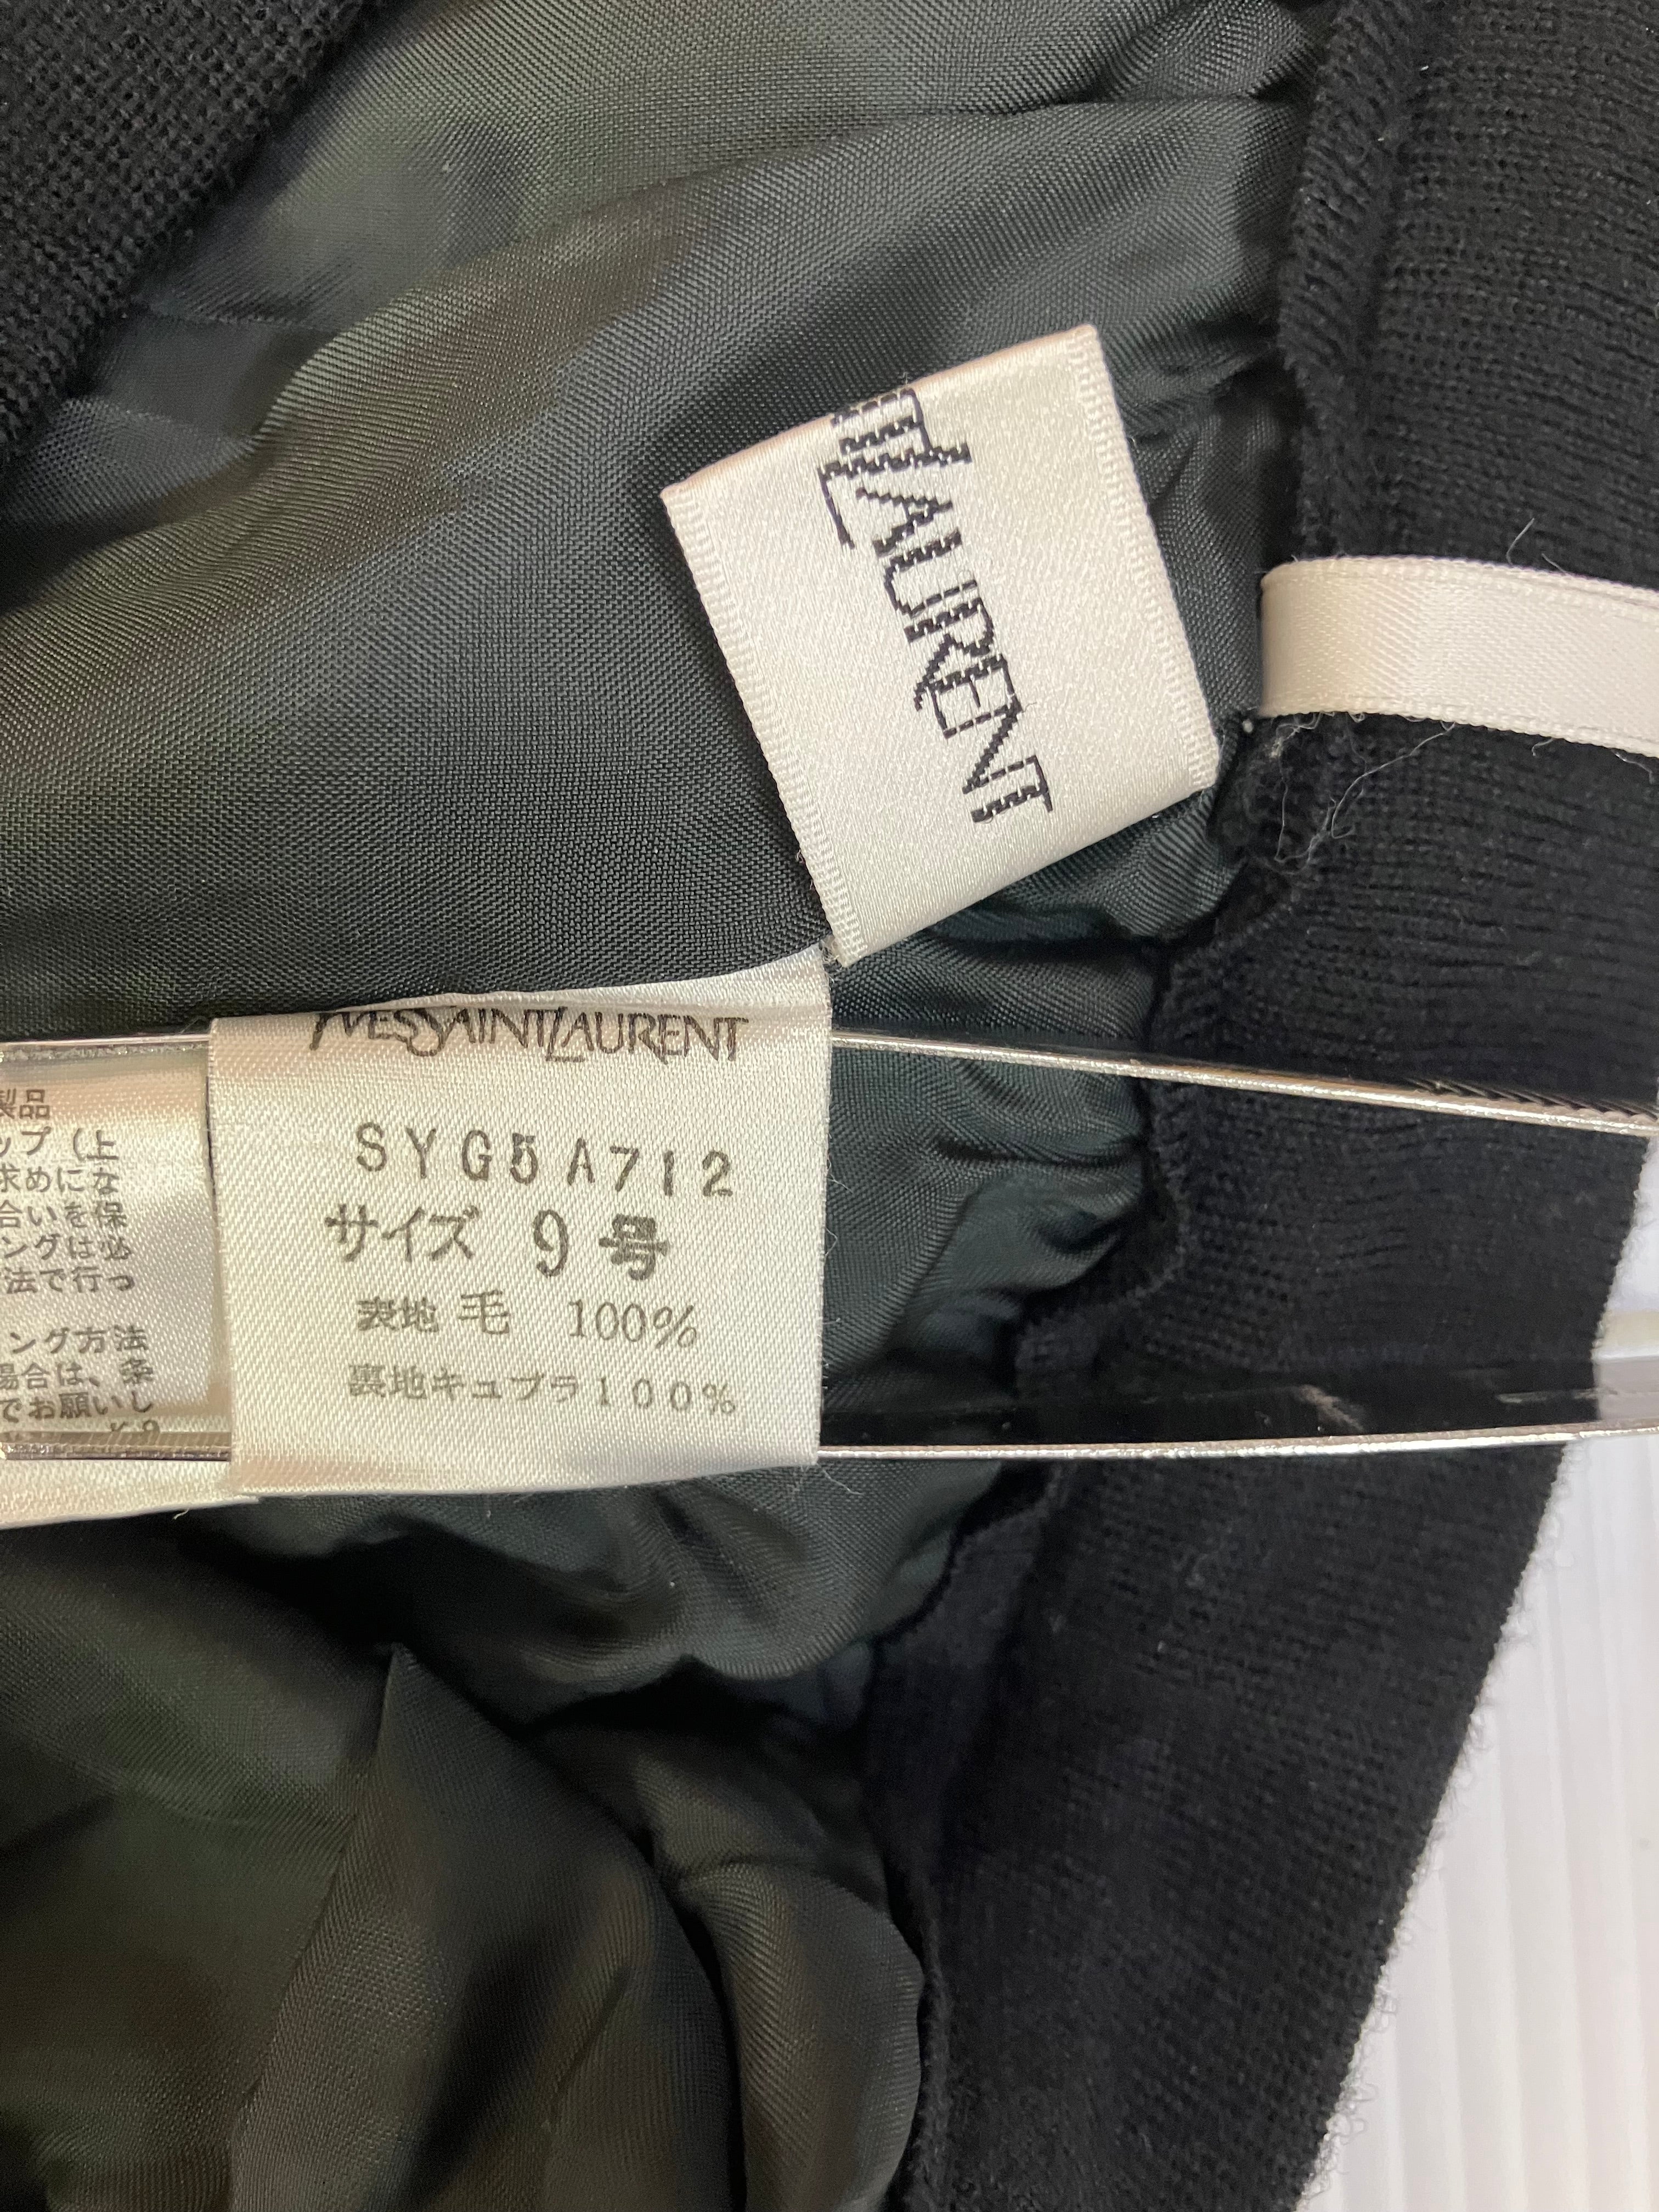 LAURENT
YVESSAINTLAURENT
SYG5A712
サイズ 9号
表地 毛 100%
裏地キュプラ100%
製品
ップ(上
求めにな
合いを保
ングは必
法で行っ
ング方法
場合は、条
でお願いし